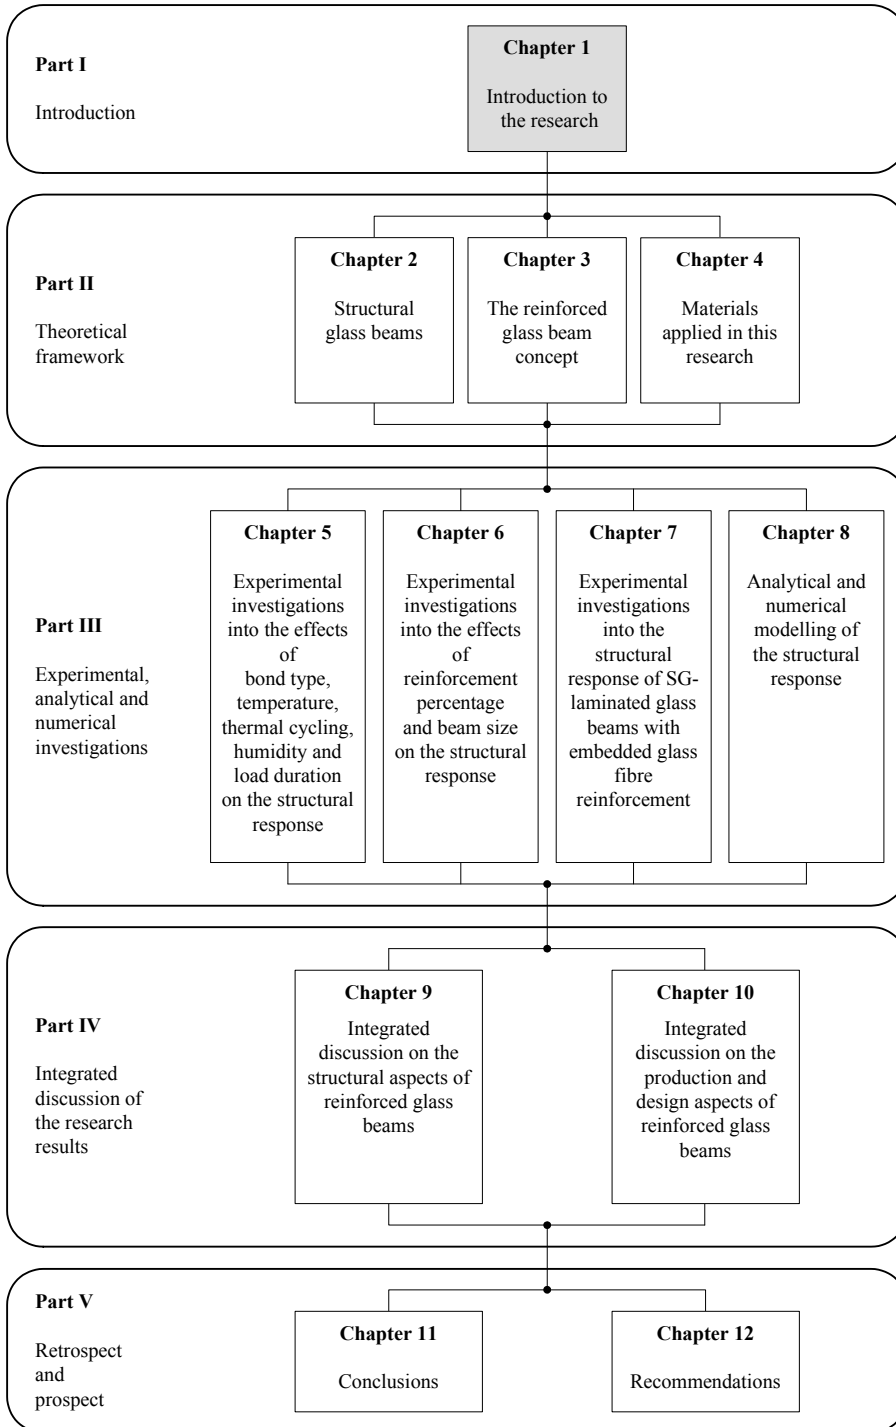 Part I
Introduction
Chapter 1
Introduction to
the research
Part II
Theoretical
framework
Chapter 2
Structural
glass beams
Chapter 3
The reinforced
glass beam
concept
Chapter 4
Materials
applied in this
research
Part III
Experimental,
analytical and
numerical
investigations
Chapter 5
Experimental
investigations
into the effects
of
bond type,
temperature,
thermal cycling,
humidity and
load duration
on the structural
response
Chapter 6
Experimental
investigations
into the effects
of
reinforcement
percentage
and beam size
on the structural
response
Chapter 7
Experimental
investigations
into the
structural
response of SG-
laminated glass
beams with
embedded glass
fibre
reinforcement
Chapter 8
Analytical and
numerical
modelling of
the structural
response
Part IV
Integrated
discussion of
the research
results
Chapter 9
Integrated
discussion on the
structural aspects of
reinforced glass
beams
Chapter 10
Integrated
discussion on the
production and
design aspects of
reinforced glass
beams
Part V
Retrospect
and
prospect
Chapter 11
Conclusions
Chapter 12
Recommendations